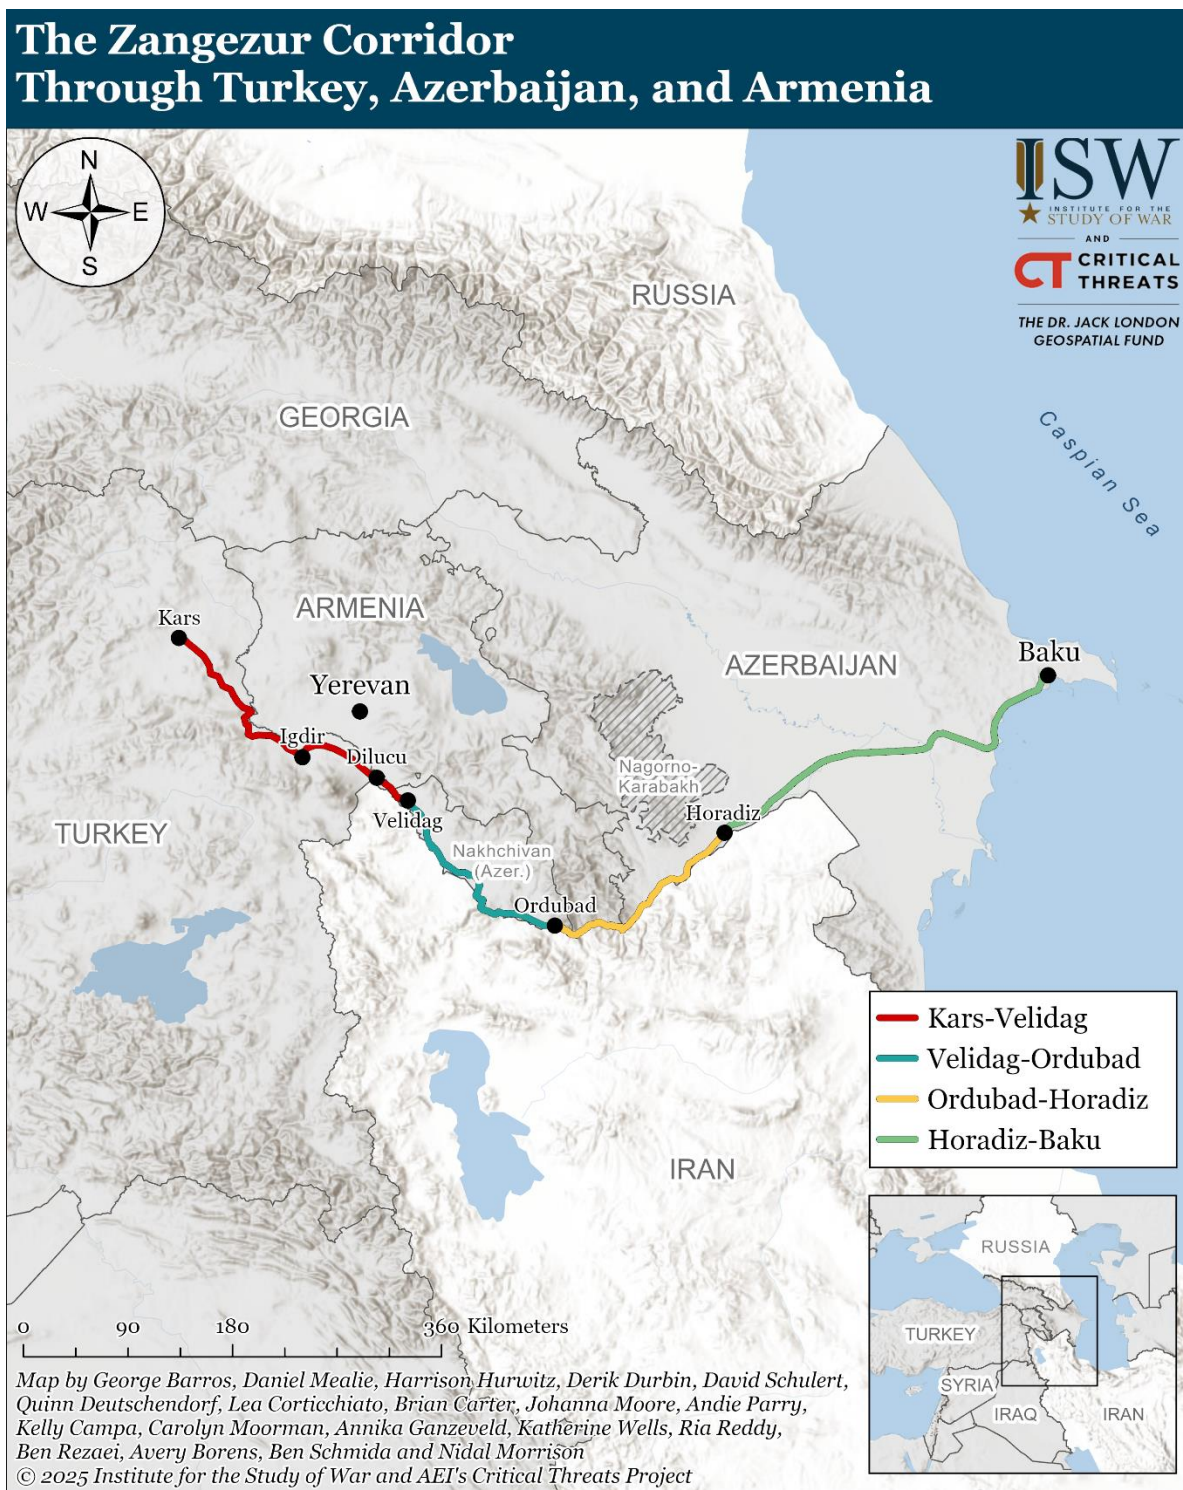 The Zangezur Corridor
Through Turkey, Azerbaijan, and Armenia
N
W E
S
ISW
INSTITUTE FOR THE
STUDY OF WAR
AND
CT CRITICAL
THREATS
THE DR. JACK LONDON
GEOSPATIAL FUND
RUSSIA
GEORGIA
Caspian Sea
ARMENIA
Kars
AZERBAIJAN
Baku
Yerevan
Igdir
Dilucu
Nagorno-
Karabakh
Velidag
Horadiz
TURKEY
Nakhchivan
(Azer.)
Ordubad
IRAN
Kars-Velidag
Velidag-Ordubad
Ordubad-Horadiz
Horadiz-Baku
RUSSIA
TURKEY
SYRIA
IRAQ
IRAN
0 90 180 360 Kilometers
Map by George Barros, Daniel Mealie, Harrison Hurwitz, Derik Durbin, David Schulert,
Quinn Deutschendorf, Lea Corticchiato, Brian Carter, Johanna Moore, Andie Parry,
Kelly Campa, Carolyn Moorman, Annika Ganzeveld, Katherine Wells, Ria Reddy,
Ben Rezaei, Avery Borens, Ben Schmida and Nidal Morrison
© 2025 Institute for the Study of War and AEI's Critical Threats Project